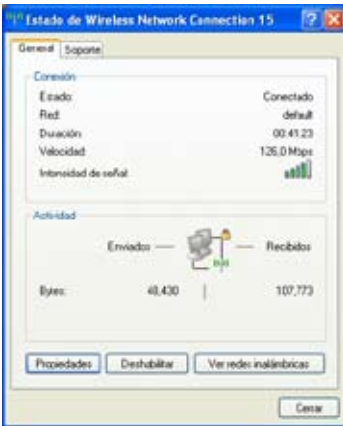 Estado de Wireless Network Connection 15
General Soporte
Conexión
Estado: Conectado
Red: default
Duración: 00:41:23
Velocidad: 126,0 Mbps
Intensidad de señal:
Actividad
Enviados Recibidos
Bytes: 48,430 107,773
Propiedades Deshabilitar Ver redes inalámbricas
Cerrar